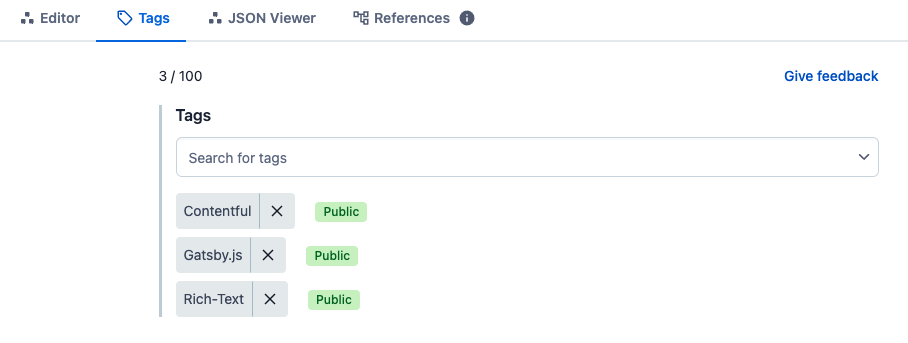 Editor Tags JSON Viewer References
3 / 100 Give feedback
Tags
Search for tags
Contentful Public
Gatsby.js Public
Rich-Text Public